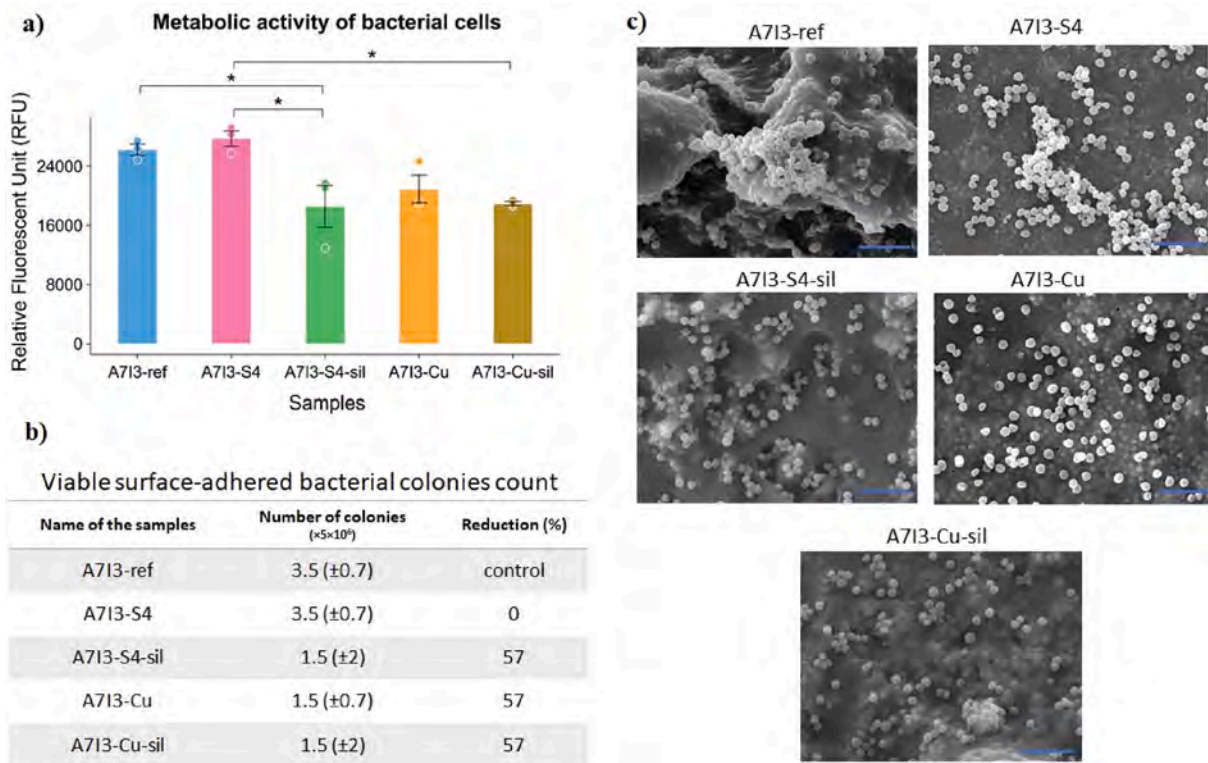 a)
Metabolic activity of bacterial cells
*
*
*
Relative Fluorescent Unit (RFU)
24000
16000
8000
0
A7I3-ref A7I3-S4 A7I3-S4-sil A7I3-Cu A7I3-Cu-sil
Samples
b)
Viable surface-adhered bacterial colonies count
Name of the samples Number of colonies Reduction (%)
(×5×10⁶)
A7I3-ref 3.5 (±0.7) control
A7I3-S4 3.5 (±0.7) 0
A7I3-S4-sil 1.5 (±2) 57
A7I3-Cu 1.5 (±0.7) 57
A7I3-Cu-sil 1.5 (±2) 57
c)
A7I3-ref A7I3-S4
A7I3-S4-sil A7I3-Cu
A7I3-Cu-sil